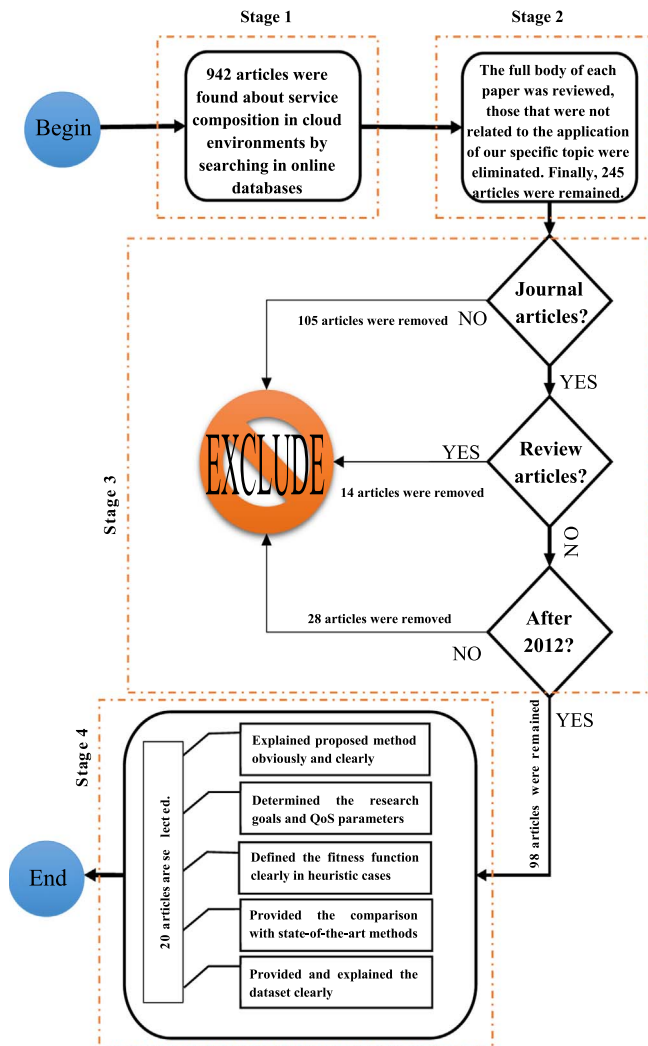 Stage 1
Stage 2
942 articles were
found about service
composition in cloud
environments by
searching in online
databases
The full body of each
paper was reviewed,
those that were not
related to the application
of our specific topic were
eliminated. Finally, 245
articles were remained.
Begin
Journal
articles?
105 articles were removed
NO
YES
EXCLUDE
Review
articles?
YES
14 articles were removed
NO
Stage 3
After
2012?
28 articles were removed
NO
YES
98 articles were remained
Stage 4
20 articles are se lect ed.
Explained proposed method
obviously and clearly
Determined the research
goals and QoS parameters
Defined the fitness function
clearly in heuristic cases
Provided the comparison
with state-of-the-art methods
Provided and explained the
dataset clearly
End